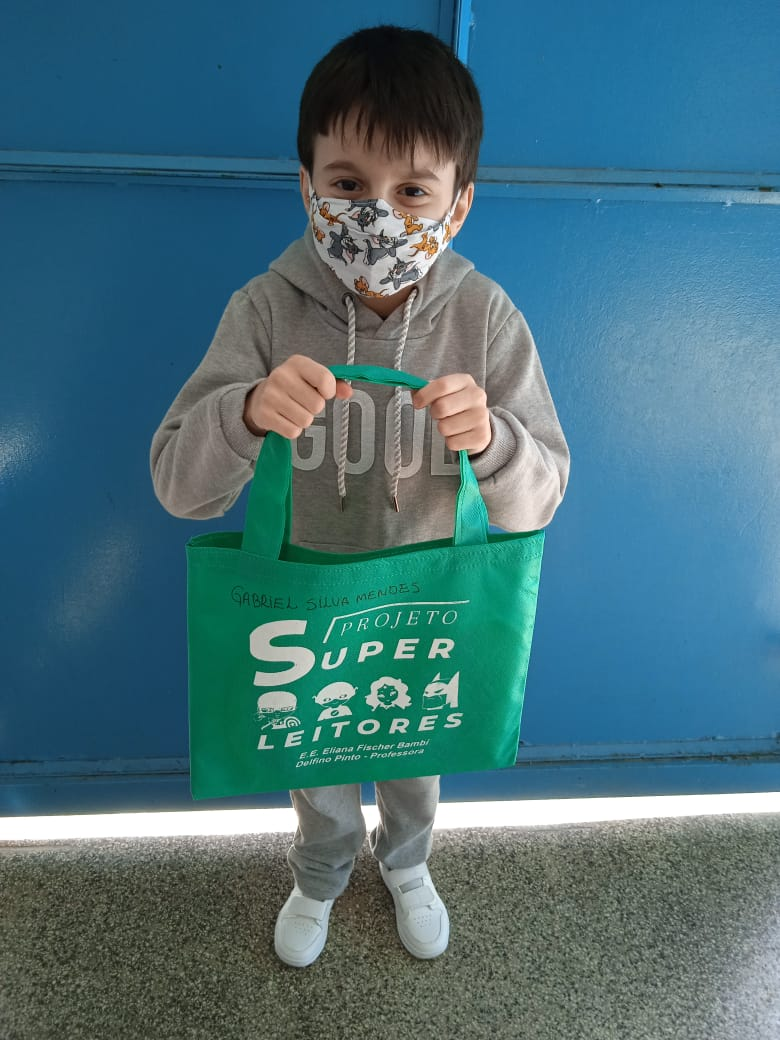 GOOD
GABRIEL SILVA MENDES
PROJETO
SUPER
LEITORES
E.E. Eliana Fischer Bambi
Delfino Pinto - Professora